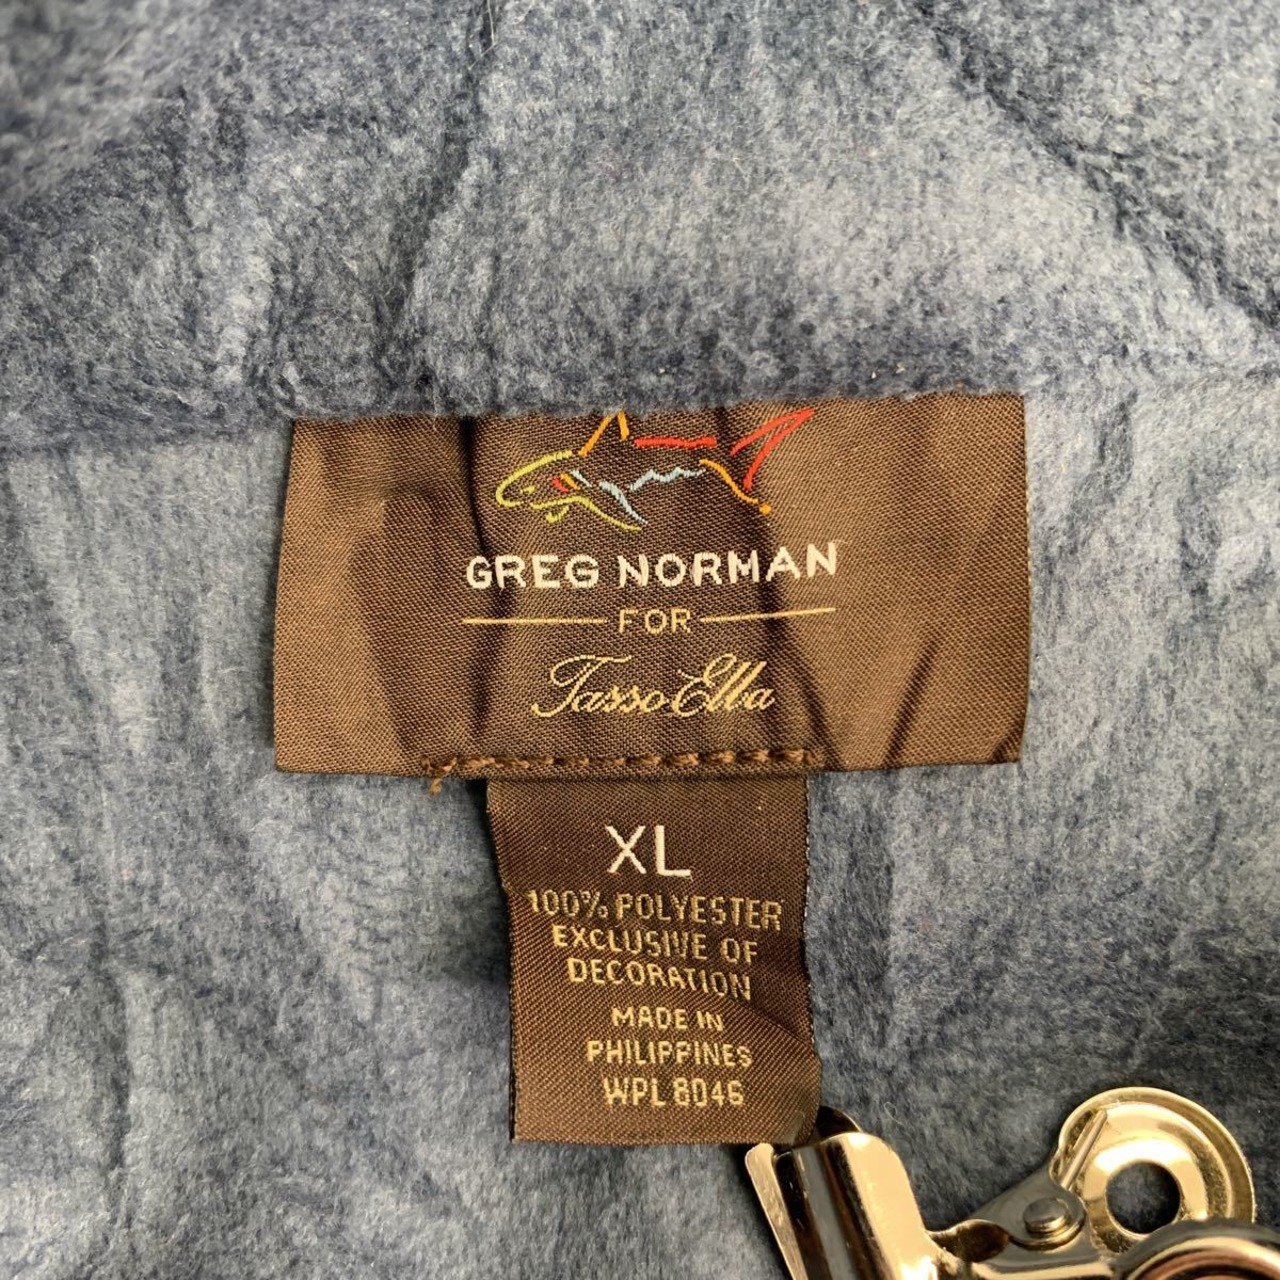 GREG NORMAN
FOR
Tasso Elba
XL
100% POLYESTER
EXCLUSIVE OF
DECORATION
MADE IN
PHILIPPINES
WPL 8046